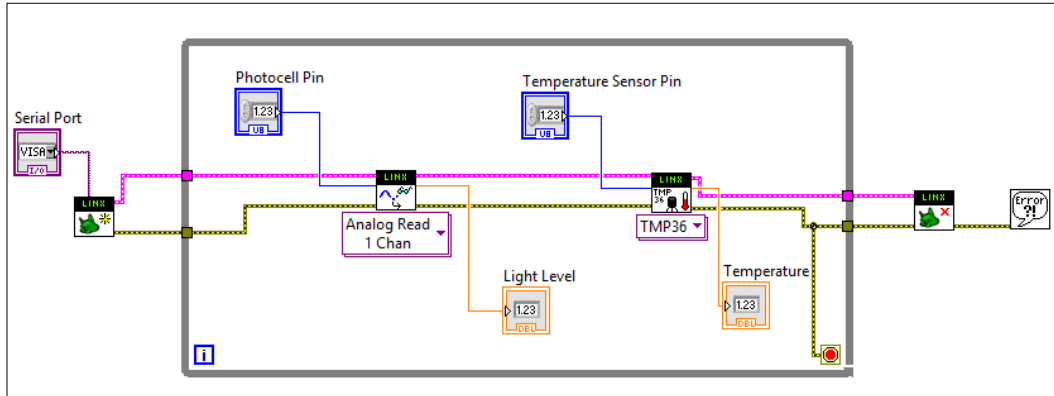 Photocell Pin
1.23
U8
Temperature Sensor Pin
1.23
U8
Serial Port
VISA
I/O
LINX
LINX
Analog Read
1 Chan
LINX
TMP
36
TMP36
LINX
Error
?!
Light Level
1.23
DBL
Temperature
1.23
DBL
i